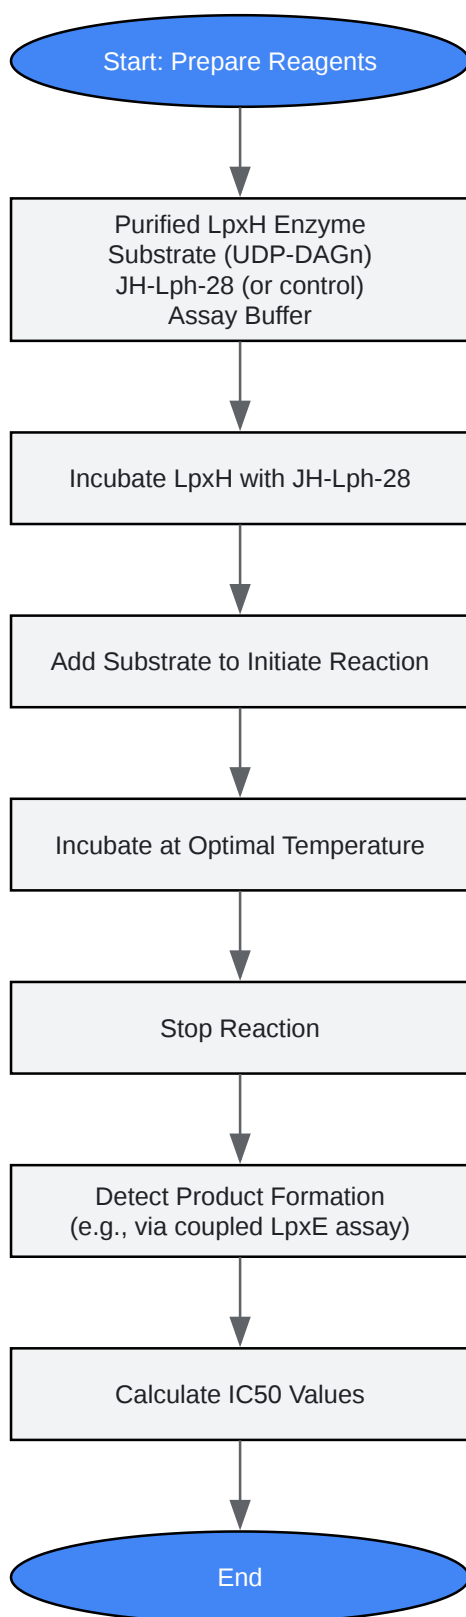 Start: Prepare Reagents
Purified LpxH Enzyme
Substrate (UDP-DAGn)
JH-Lph-28 (or control)
Assay Buffer
Incubate LpxH with JH-Lph-28
Add Substrate to Initiate Reaction
Incubate at Optimal Temperature
Stop Reaction
Detect Product Formation
(e.g., via coupled LpxE assay)
Calculate IC50 Values
End